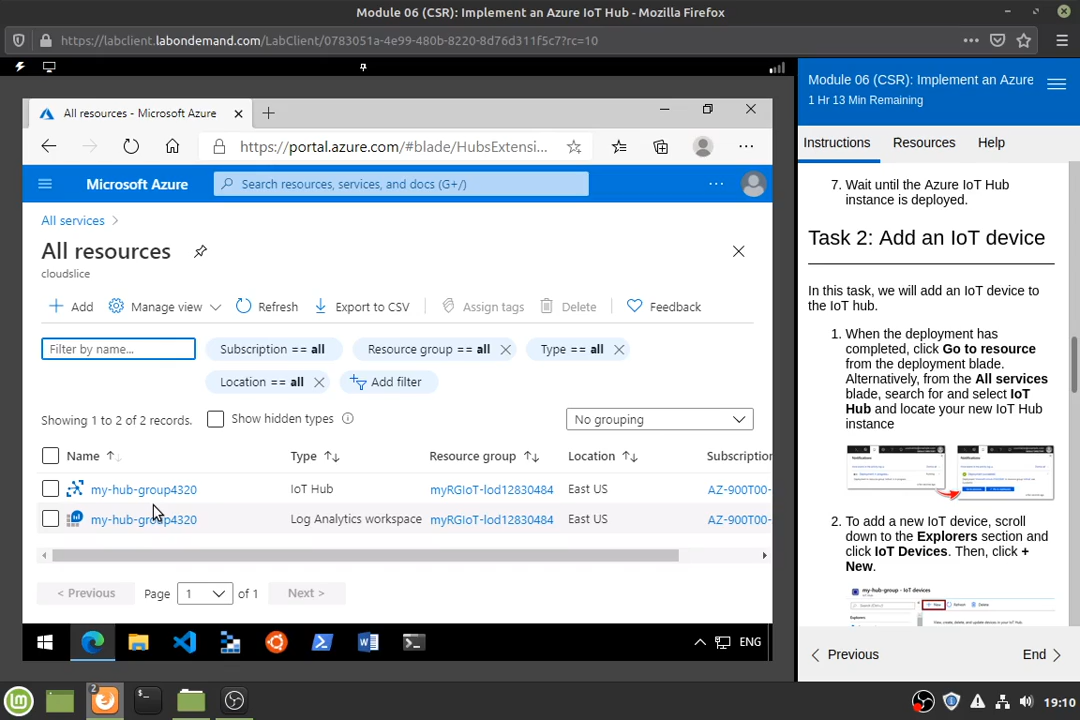 Module 06 (CSR): Implement an Azure IoT Hub - Mozilla Firefox
https://labclient.labondemand.com/LabClient/0783051a-4e99-480b-8220-8d76d311f5c7?rc=10
All resources - Microsoft Azure
https://portal.azure.com/#blade/HubsExtensi...
Microsoft Azure
Search resources, services, and docs (G+/)
All services
All resources
cloudslice
Add
Manage view
Refresh
Export to CSV
Assign tags
Delete
Feedback
Filter by name...
Subscription == all
Resource group == all
Type == all
Location == all
Add filter
Showing 1 to 2 of 2 records.
Show hidden types
No grouping
Name
Type
Resource group
Location
Subscription
my-hub-group4320
IoT Hub
myRGIoT-lod12830484
East US
AZ-900T00-
my-hub-group4320
Log Analytics workspace
myRGIoT-lod12830484
East US
AZ-900T00-
< Previous
Page
1
of 1
Next >
ENG
Module 06 (CSR): Implement an Azure
1 Hr 13 Min Remaining
Instructions
Resources
Help
7. Wait until the Azure IoT Hub
instance is deployed.
Task 2: Add an IoT device
In this task, we will add an IoT device to
the IoT hub.
1. When the deployment has
completed, click Go to resource
from the deployment blade.
Alternatively, from the All services
blade, search for and select IoT
Hub and locate your new IoT Hub
instance
2. To add a new IoT device, scroll
down to the Explorers section and
click IoT Devices. Then, click +
New.
my-hub-group - IoT devices
Previous
End
2
19:10